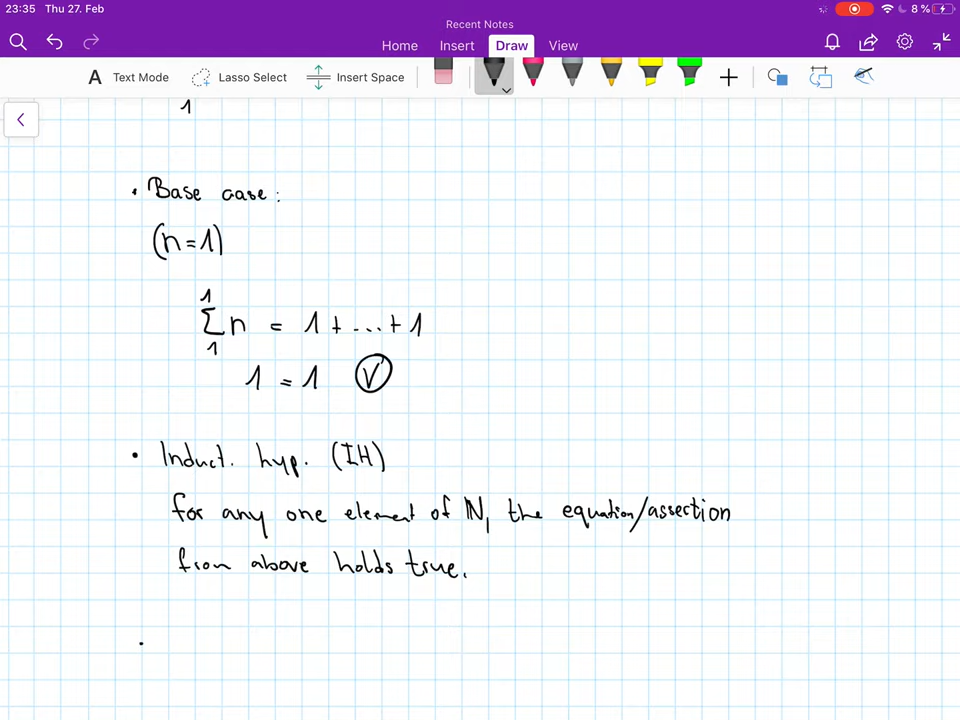 23:35 Thu 27. Feb
8 %
Recent Notes
Home Insert Draw View
Text Mode Lasso Select Insert Space
1
• Base case:
(n=1)
1
Σ n = 1 + ... + 1
1
1 = 1 √
• Induct. hyp. (IH)
for any one element of ℕ, the equation/assertion
from above holds true.
•